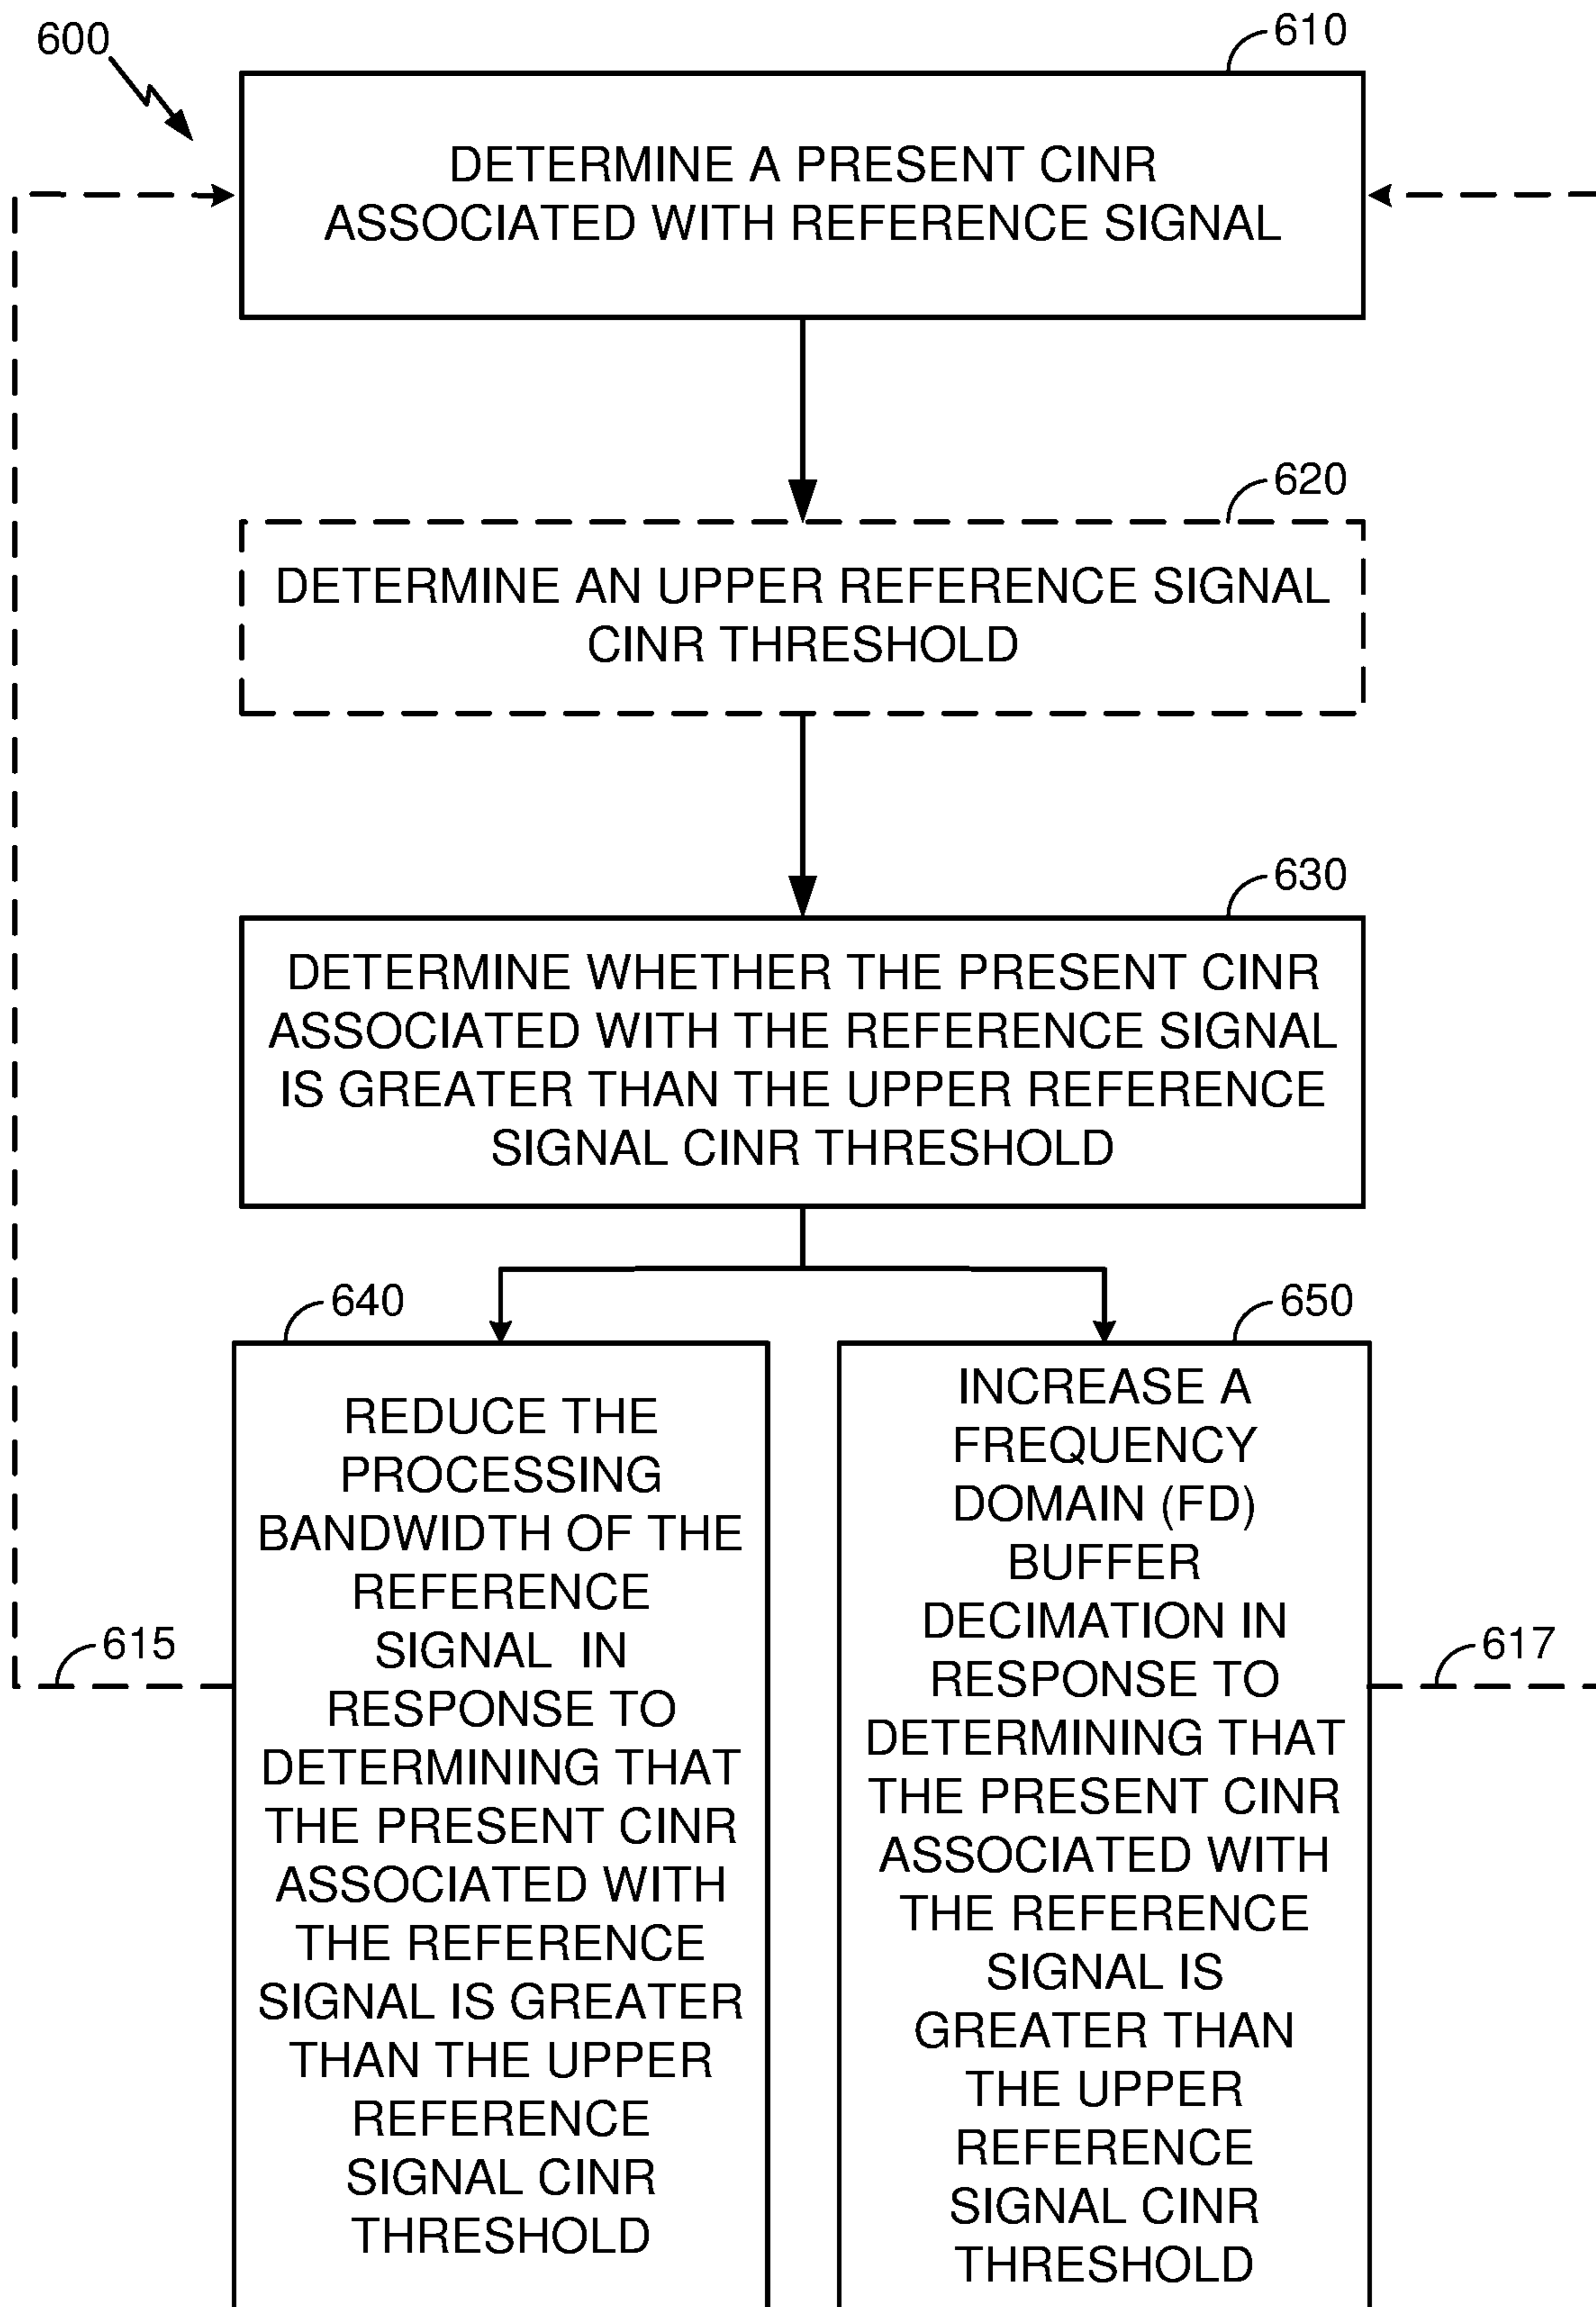 600
610
DETERMINE A PRESENT CINR
ASSOCIATED WITH REFERENCE SIGNAL
620
DETERMINE AN UPPER REFERENCE SIGNAL
CINR THRESHOLD
630
DETERMINE WHETHER THE PRESENT CINR
ASSOCIATED WITH THE REFERENCE SIGNAL
IS GREATER THAN THE UPPER REFERENCE
SIGNAL CINR THRESHOLD
640
REDUCE THE
PROCESSING
BANDWIDTH OF THE
REFERENCE
SIGNAL IN
RESPONSE TO
DETERMINING THAT
THE PRESENT CINR
ASSOCIATED WITH
THE REFERENCE
SIGNAL IS GREATER
THAN THE UPPER
REFERENCE
SIGNAL CINR
THRESHOLD
615
650
INCREASE A
FREQUENCY
DOMAIN (FD)
BUFFER
DECIMATION IN
RESPONSE TO
DETERMINING THAT
THE PRESENT CINR
ASSOCIATED WITH
THE REFERENCE
SIGNAL IS
GREATER THAN
THE UPPER
REFERENCE
SIGNAL CINR
THRESHOLD
617